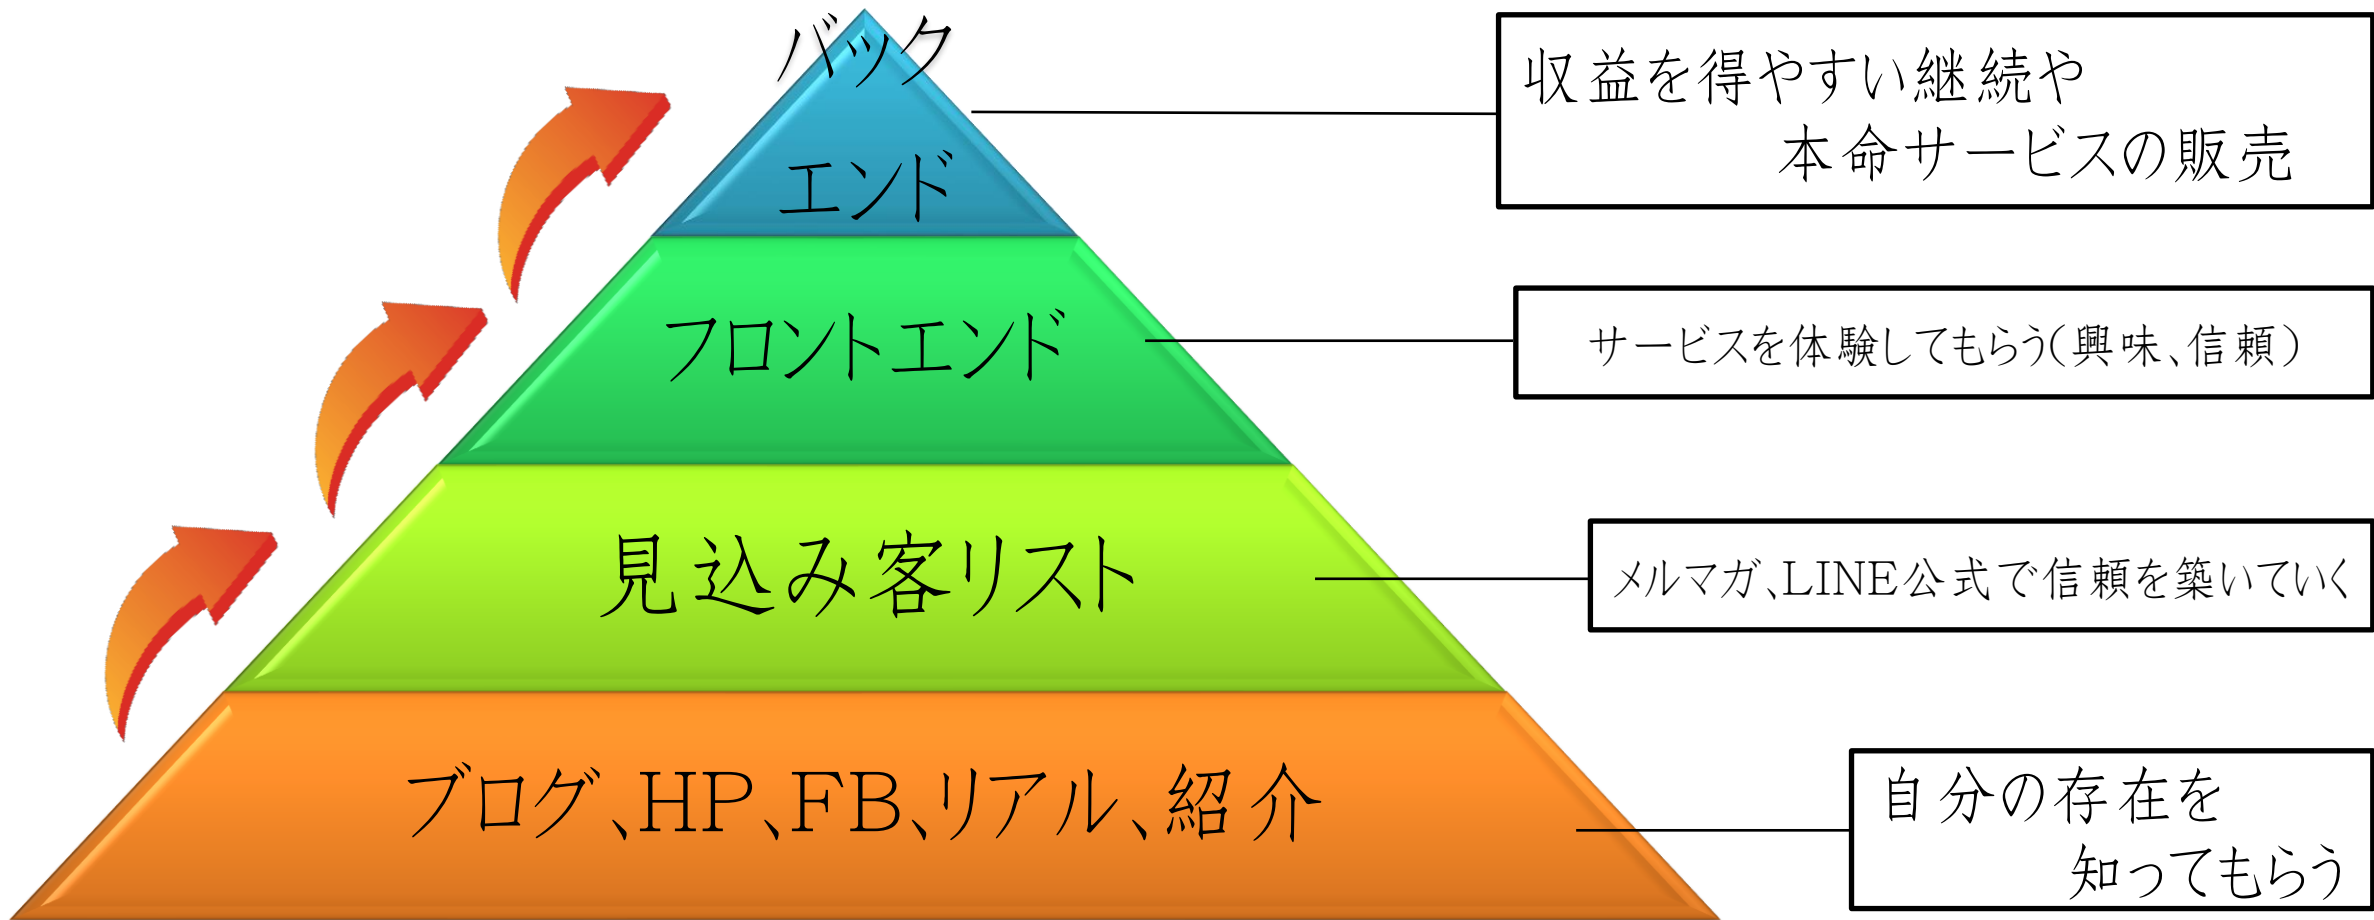 バック
エンド
収益を得やすい継続や
本命サービスの販売
フロントエンド
サービスを体験してもらう(興味、信頼)
見込み客リスト
メルマガ、LINE公式で信頼を築いていく
ブログ、HP、FB、リアル、紹介
自分の存在を
知ってもらう